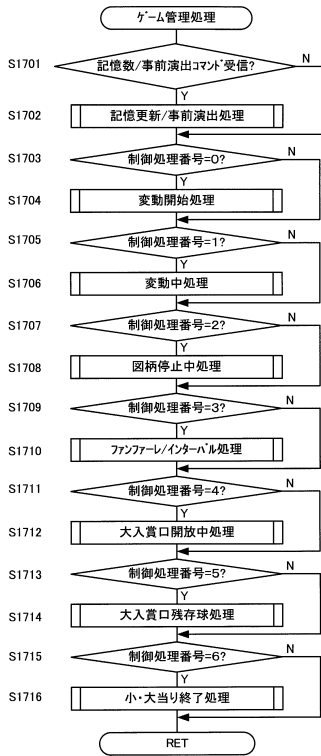 ゲーム管理処理
S1701 記憶数/事前演出コマンド受信? N
Y
S1702 記憶更新/事前演出処理
S1703 制御処理番号=0? N
Y
S1704 変動開始処理
S1705 制御処理番号=1? N
Y
S1706 変動中処理
S1707 制御処理番号=2? N
Y
S1708 図柄停止中処理
S1709 制御処理番号=3? N
Y
S1710 ファンファーレ/インターバル処理
S1711 制御処理番号=4? N
Y
S1712 大入賞口開放中処理
S1713 制御処理番号=5? N
Y
S1714 大入賞口残存球処理
S1715 制御処理番号=6? N
Y
S1716 小・大当り終了処理
RET